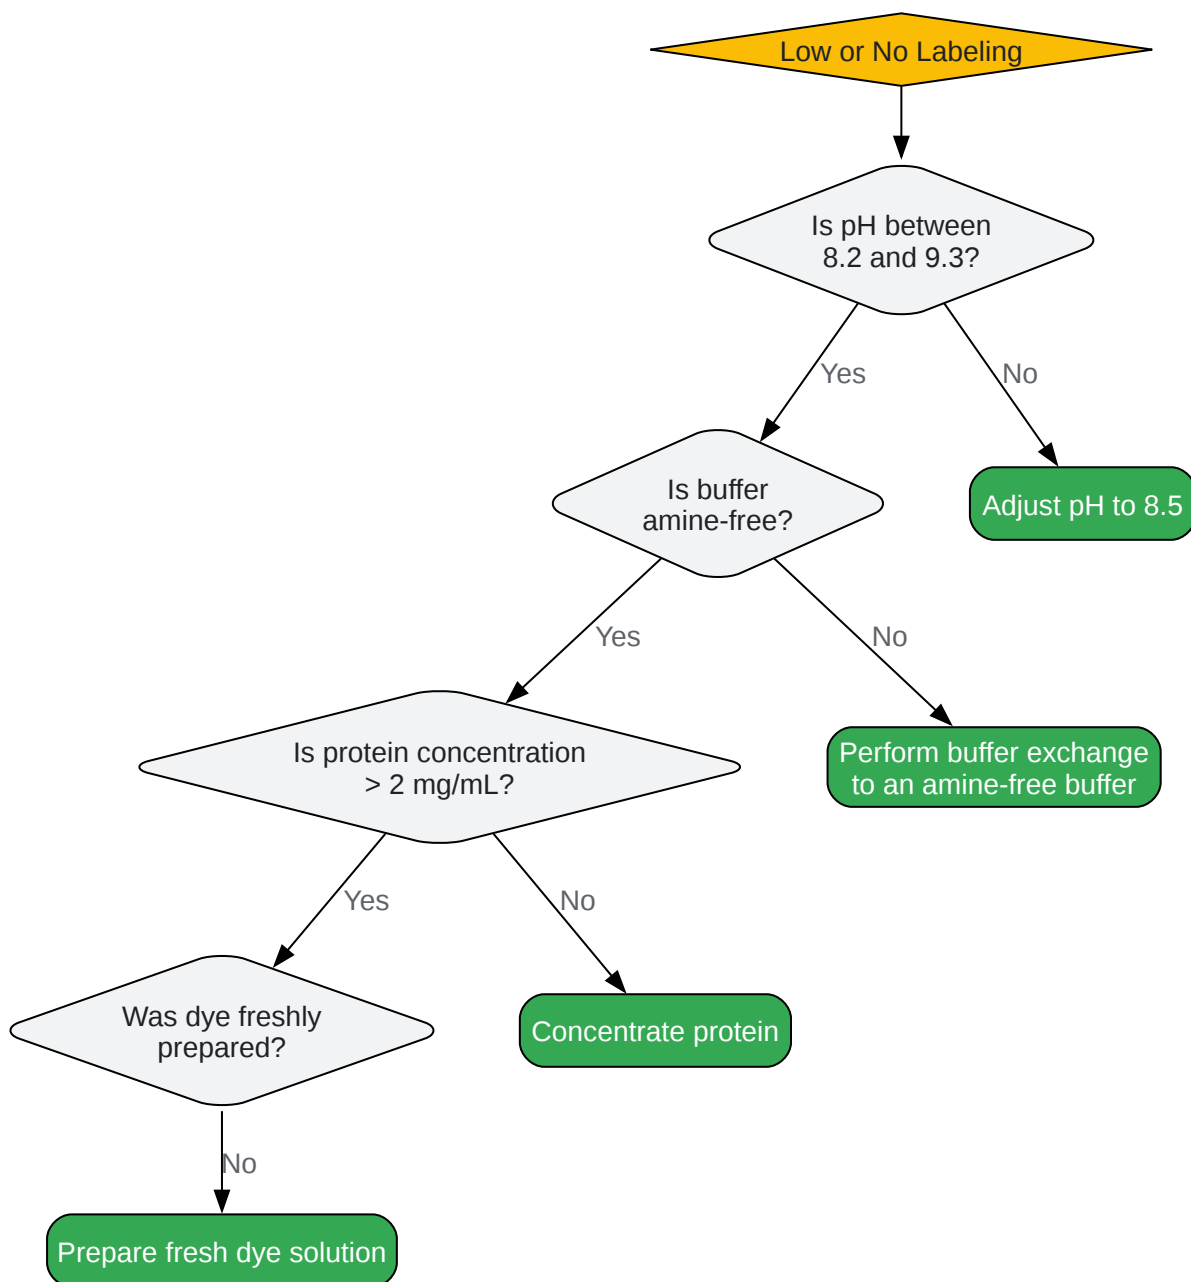 Low or No Labeling
Is pH between
8.2 and 9.3?
Yes
No
Is buffer
amine-free?
Adjust pH to 8.5
Yes
No
Is protein concentration
> 2 mg/mL?
Perform buffer exchange
to an amine-free buffer
Yes
No
Was dye freshly
prepared?
Concentrate protein
No
Prepare fresh dye solution